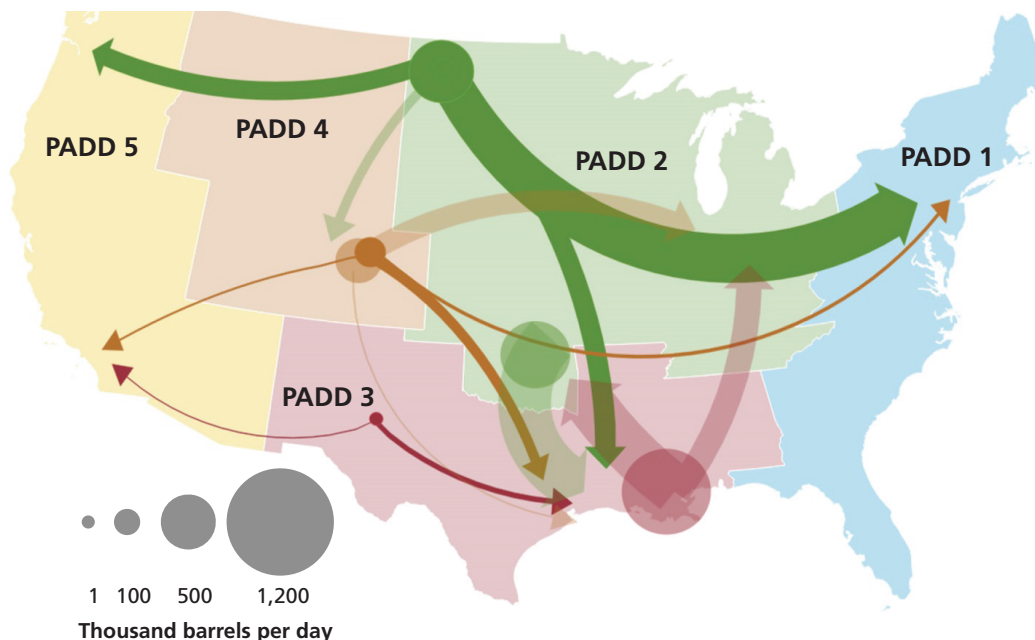 PADD 5
PADD 4
PADD 2
PADD 1
PADD 3
1 100 500 1,200
Thousand barrels per day